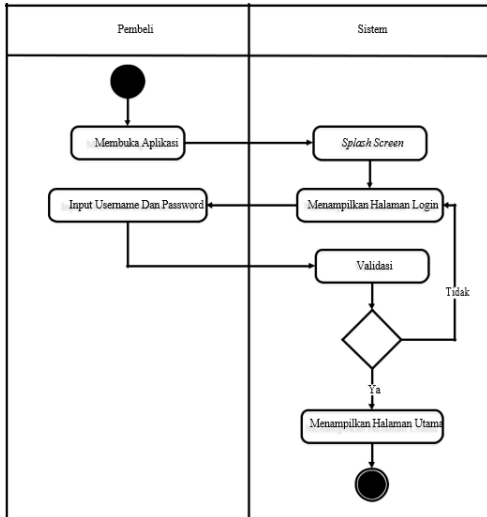 Pembeli
Sistem
Membuka Aplikasi
Splash Screen
Input Username Dan Password
Menampilkan Halaman Login
Validasi
Tidak
Ya
Menampilkan Halaman Utama